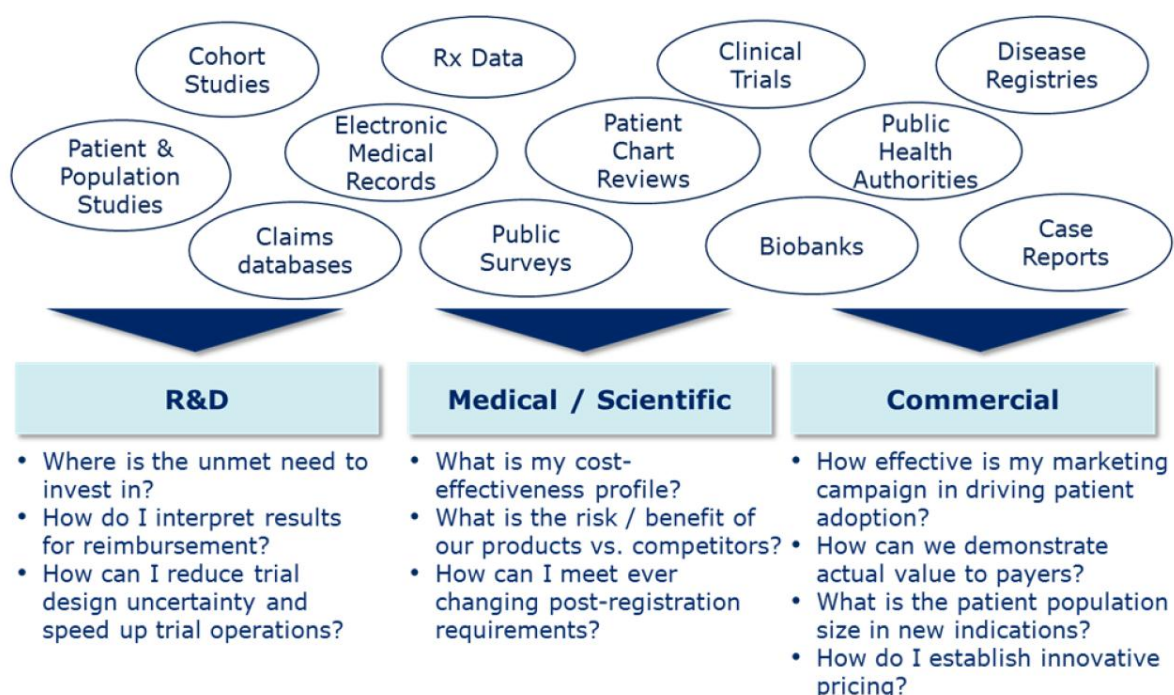 Cohort
Studies
Rx Data
Clinical
Trials
Disease
Registries
Patient &
Population
Studies
Electronic
Medical
Records
Patient
Chart
Reviews
Public
Health
Authorities
Claims
databases
Public
Surveys
Biobanks
Case
Reports
R&D
• Where is the unmet need to
invest in?
• How do I interpret results
for reimbursement?
• How can I reduce trial
design uncertainty and
speed up trial operations?
Medical / Scientific
• What is my cost-
effectiveness profile?
• What is the risk / benefit of
our products vs. competitors?
• How can I meet ever
changing post-registration
requirements?
Commercial
• How effective is my marketing
campaign in driving patient
adoption?
• How can we demonstrate
actual value to payers?
• What is the patient population
size in new indications?
• How do I establish innovative
pricing?